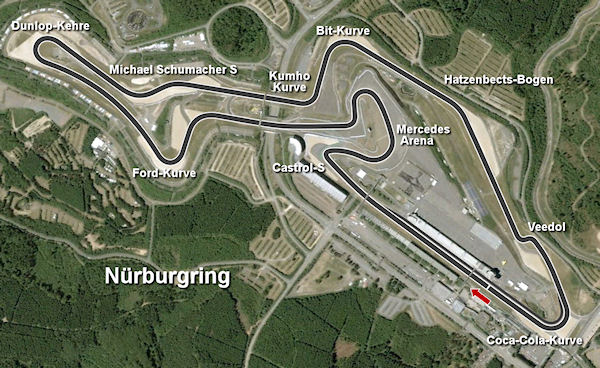 Dunlop-Kehre
Bit-Kurve
Michael Schumacher S
Kumho
Kurve
Hatzenbects-Bogen
Mercedes
Arena
Castrol-S
Ford-Kurve
Veedol
Nürburgring
Coca-Cola-Kurve